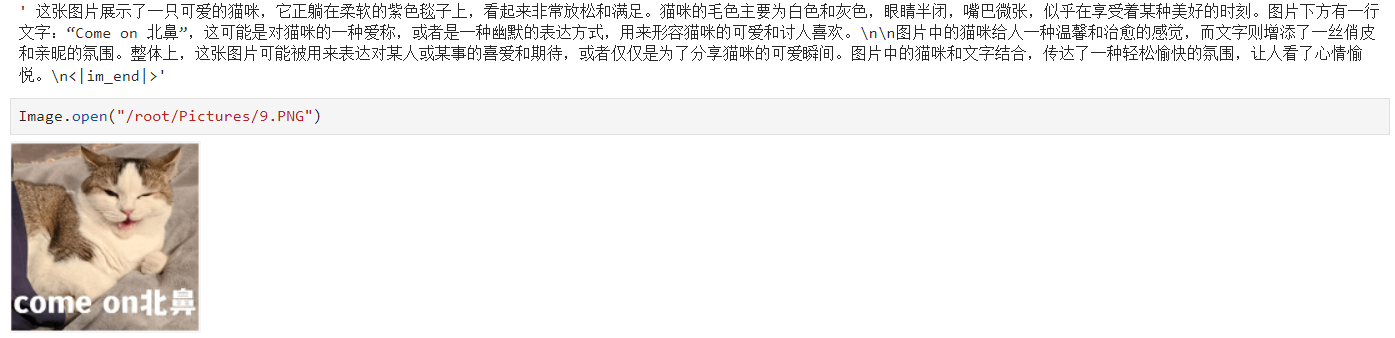 ' 这张图片展示了一只可爱的猫咪，它正躺在柔软的紫色毯子上，看起来非常放松和满足。猫咪的毛色主要为白色和灰色，眼睛半闭，嘴巴微张，似乎在享受着某种美好的时刻。图片下方有一行
文字：“Come on 北鼻”，这可能是对猫咪的一种爱称，或者是一种幽默的表达方式，用来形容猫咪的可爱和讨人喜欢。\n\n图片中的猫咪给人一种温馨和治愈的感觉，而文字则增添了一丝俏皮
和亲昵的氛围。整体上，这张图片可能被用来表达对某人或某事的喜爱和期待，或者仅仅是为了分享猫咪的可爱瞬间。图片中的猫咪和文字结合，传达了一种轻松愉快的氛围，让人看了心情愉
悦。\n<|im_end|>'
Image.open("/root/Pictures/9.PNG")
come on北鼻